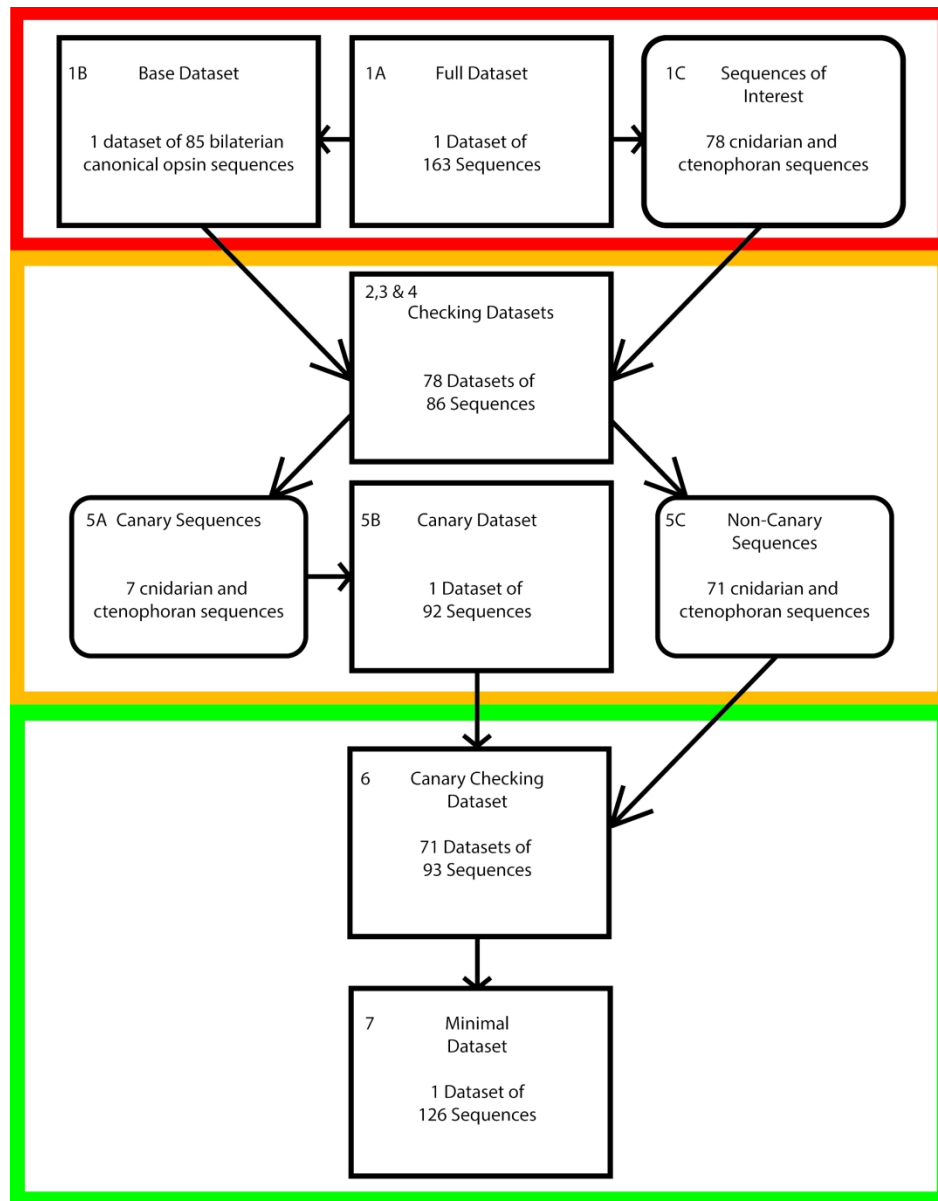 1B Base Dataset
1 dataset of 85 bilaterian
canonical opsin sequences
1A Full Dataset
1 Dataset of
163 Sequences
1C Sequences of
Interest
78 cnidarian and
ctenophoran sequences
2,3 & 4
Checking Datasets
78 Datasets of
86 Sequences
5A Canary Sequences
7 cnidarian and
ctenophoran sequences
5B Canary Dataset
1 Dataset of
92 Sequences
5C Non-Canary
Sequences
71 cnidarian and
ctenophoran sequences
6 Canary Checking
Dataset
71 Datasets of
93 Sequences
7 Minimal
Dataset
1 Dataset of
126 Sequences